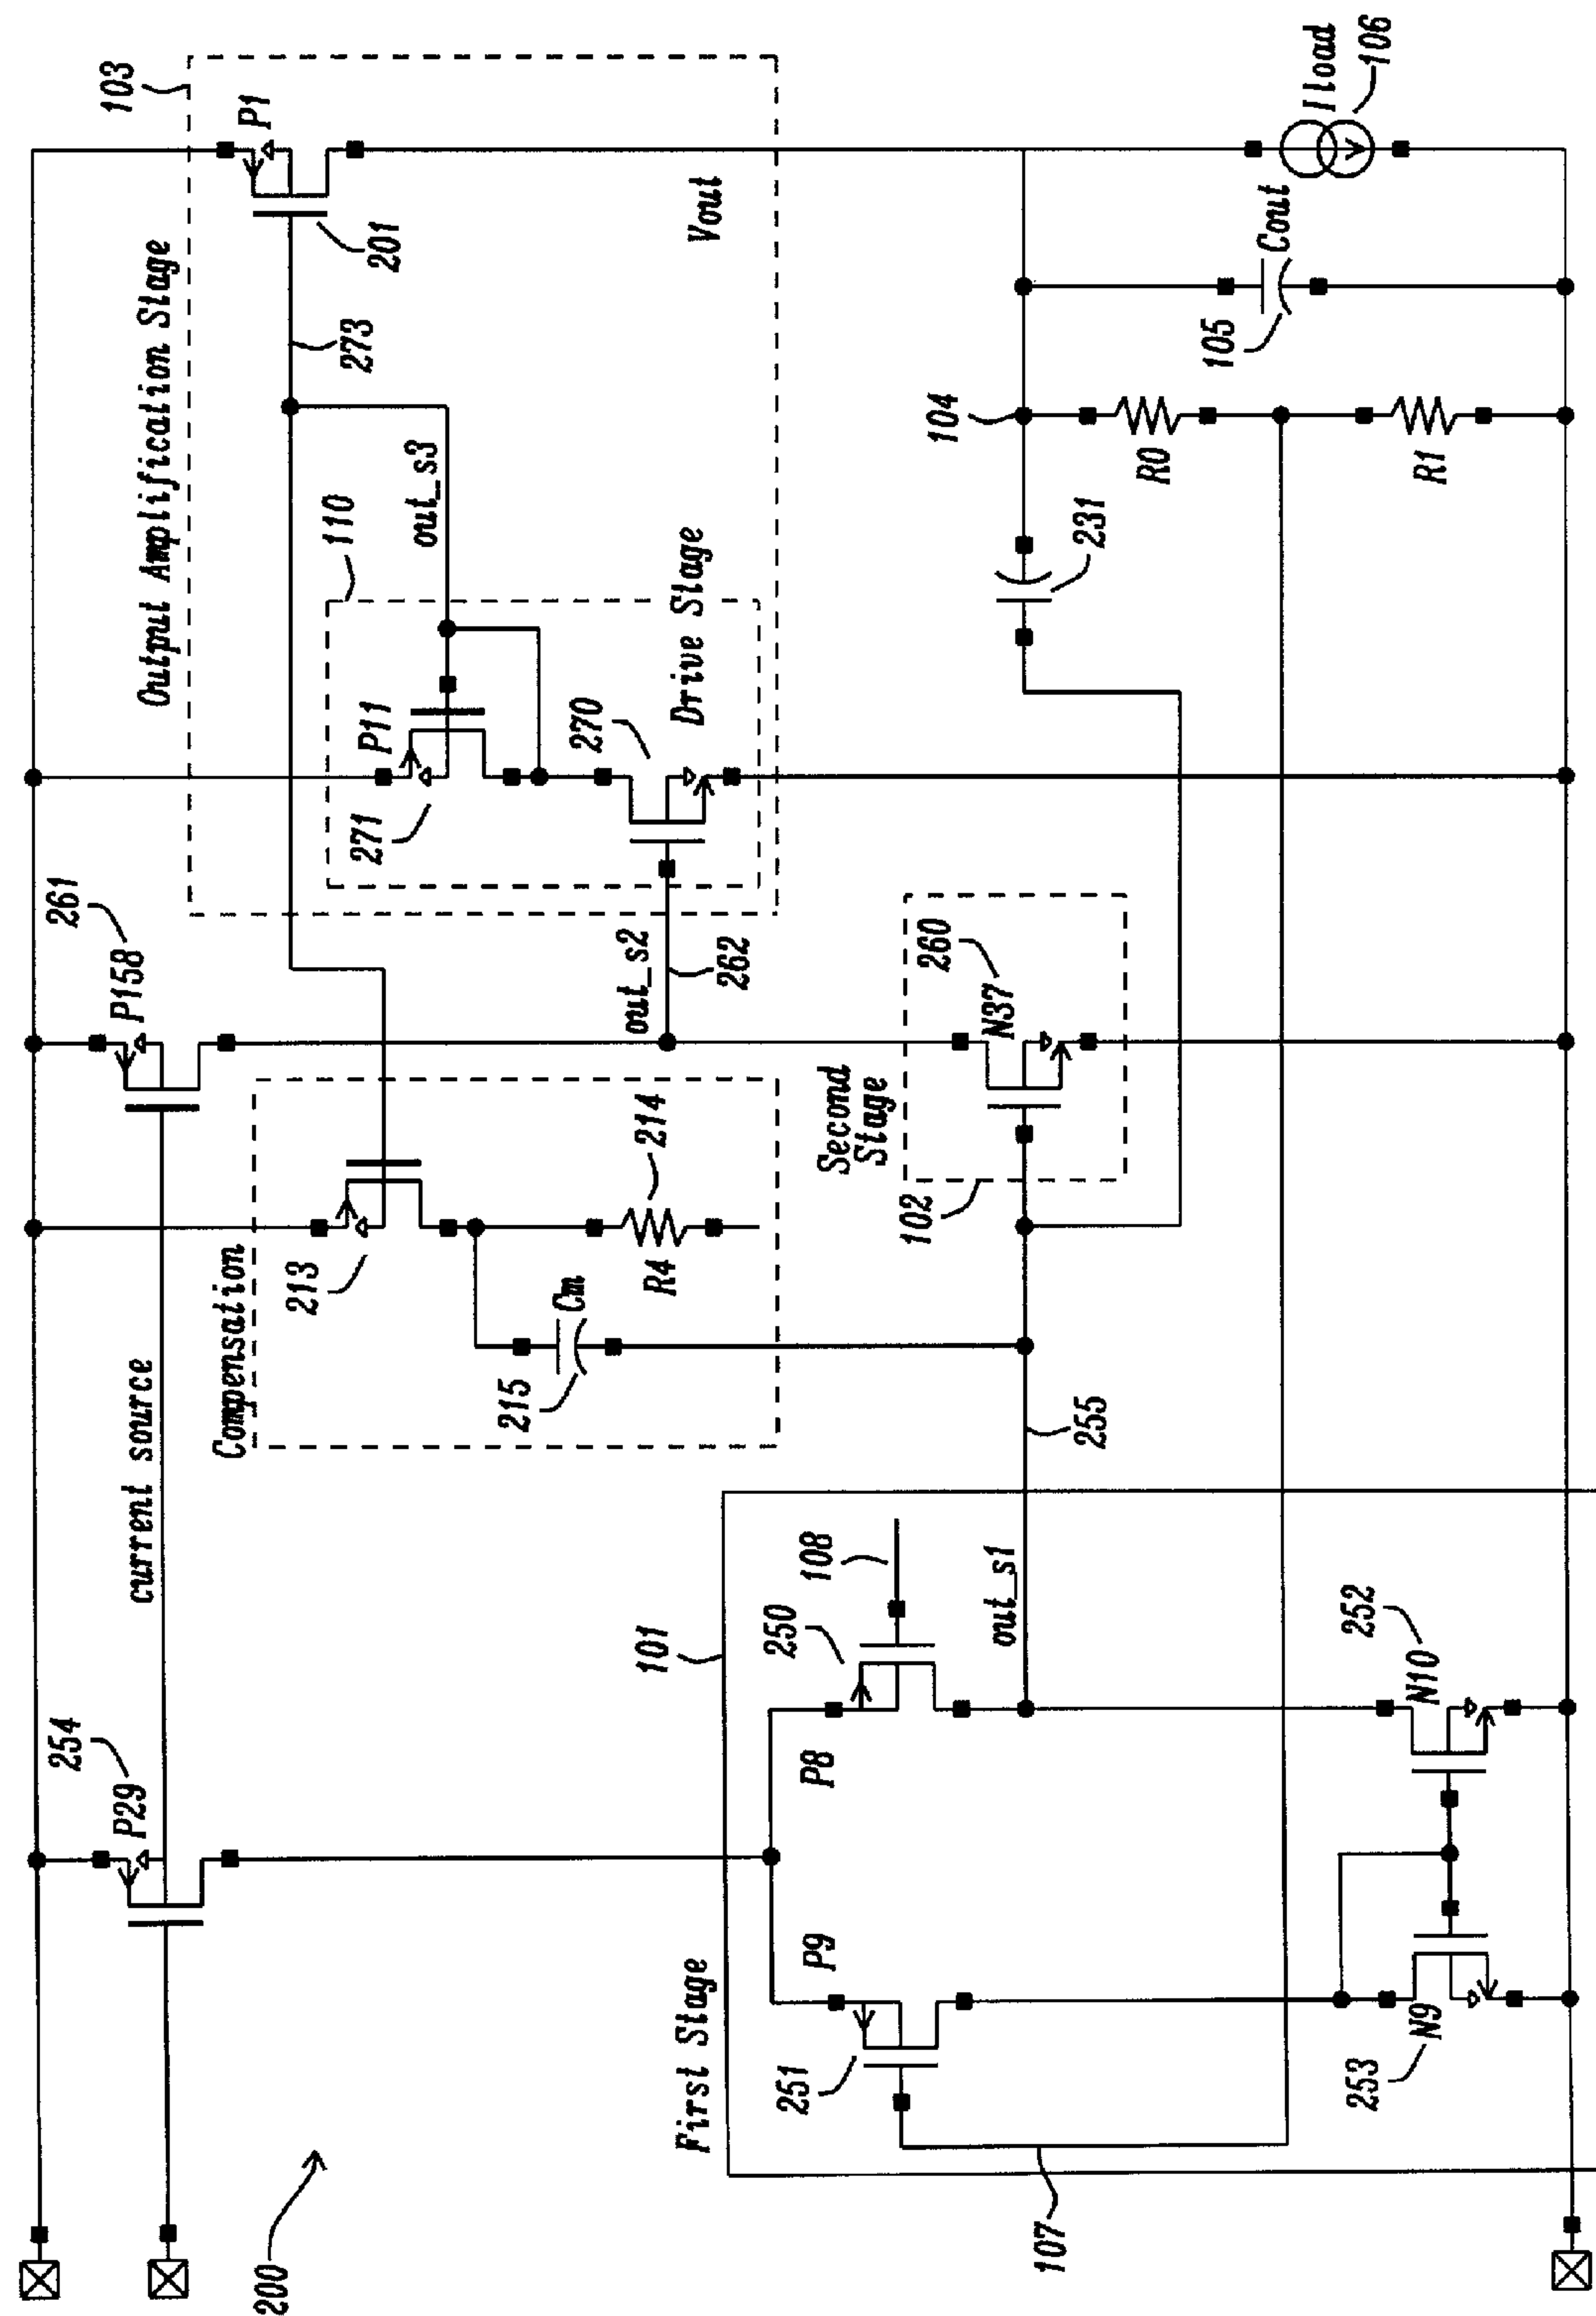 Output Amplification Stage
103
P1
201
273
out_s3
110
P11
271
270
Drive Stage
Vout
Iload
106
Cout
105
104
R0
R1
231
P158
261
out_s2
262
N37
260
Second
Stage
102
Compensation
213
214
R4
Cm
215
current source
255
P29
254
First Stage
101
108
250
P8
out_s1
P9
251
N10
252
N9
253
107
200